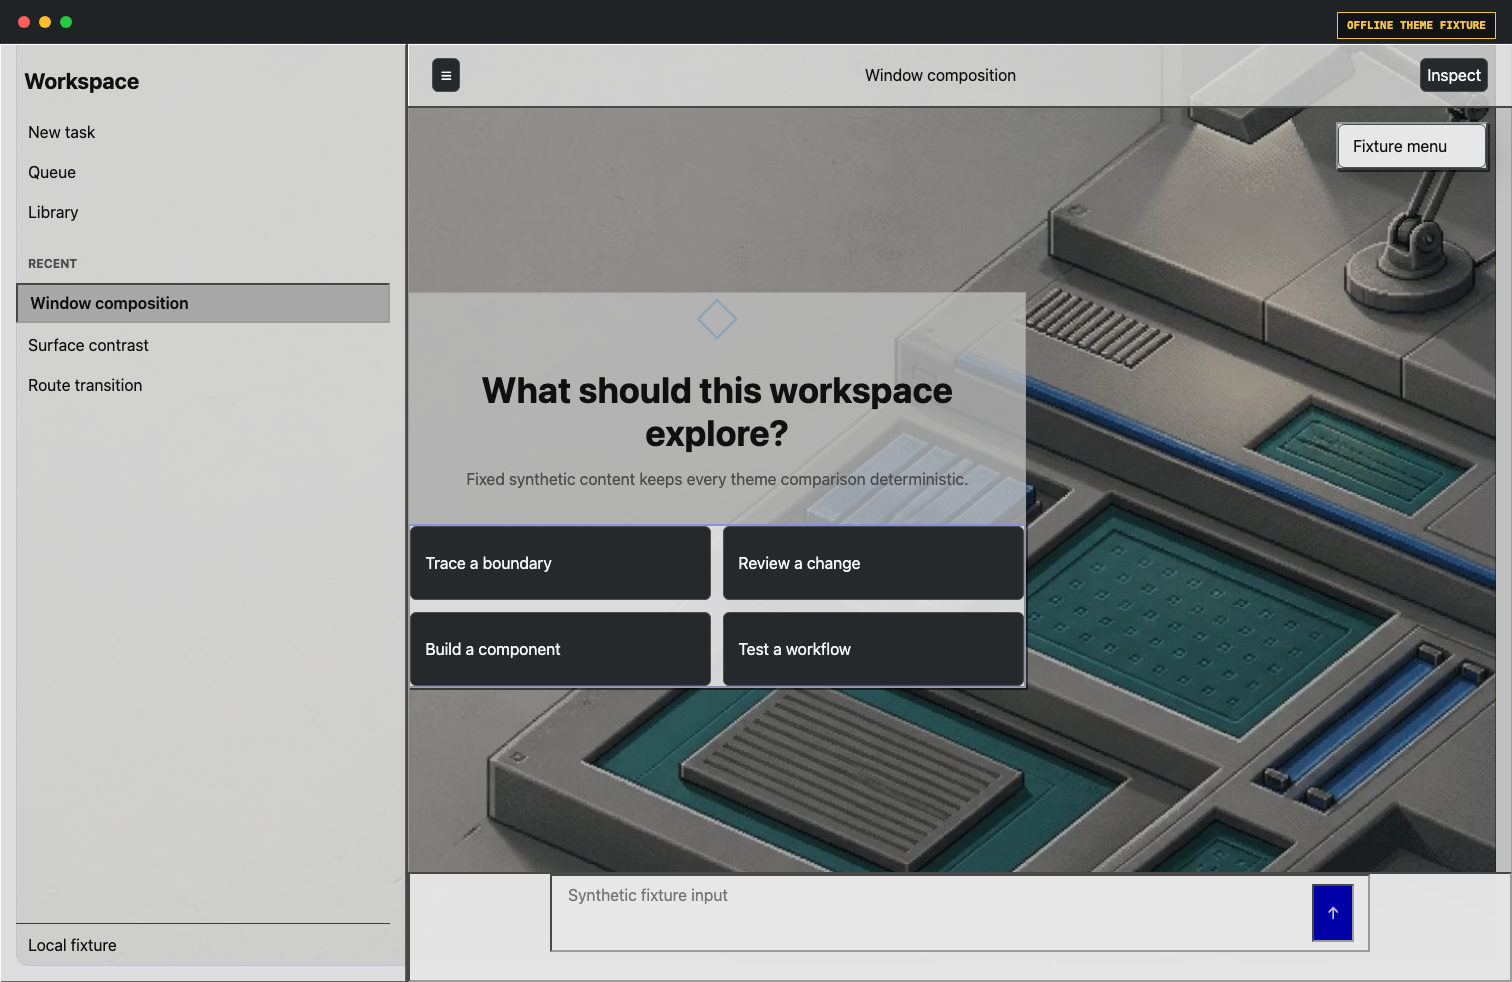 OFFLINE THEME FIXTURE
Workspace
New task
Queue
Library
RECENT
Window composition
Surface contrast
Route transition
Local fixture
Window composition
Inspect
Fixture menu
What should this workspace
explore?
Fixed synthetic content keeps every theme comparison deterministic.
Trace a boundary
Review a change
Build a component
Test a workflow
Synthetic fixture input